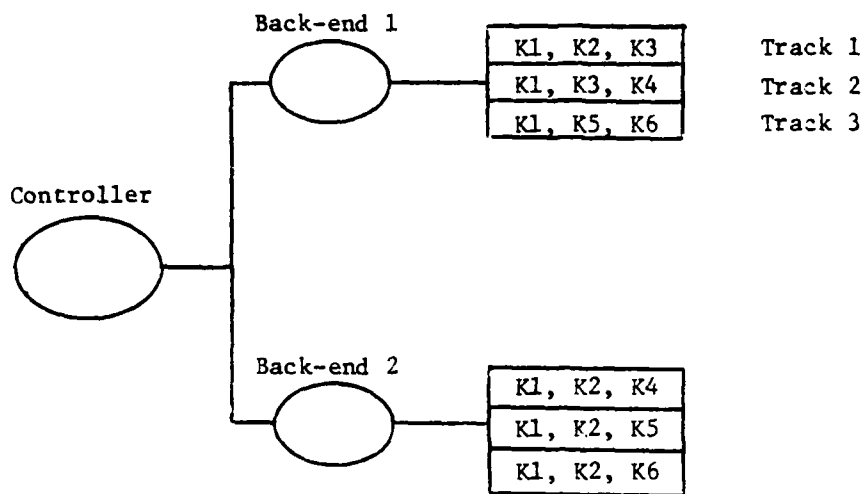 Back-end 1
K1, K2, K3 Track 1
K1, K3, K4 Track 2
K1, K5, K6 Track 3
Controller
Back-end 2
K1, K2, K4
K1, K2, K5
K1, K2, K6